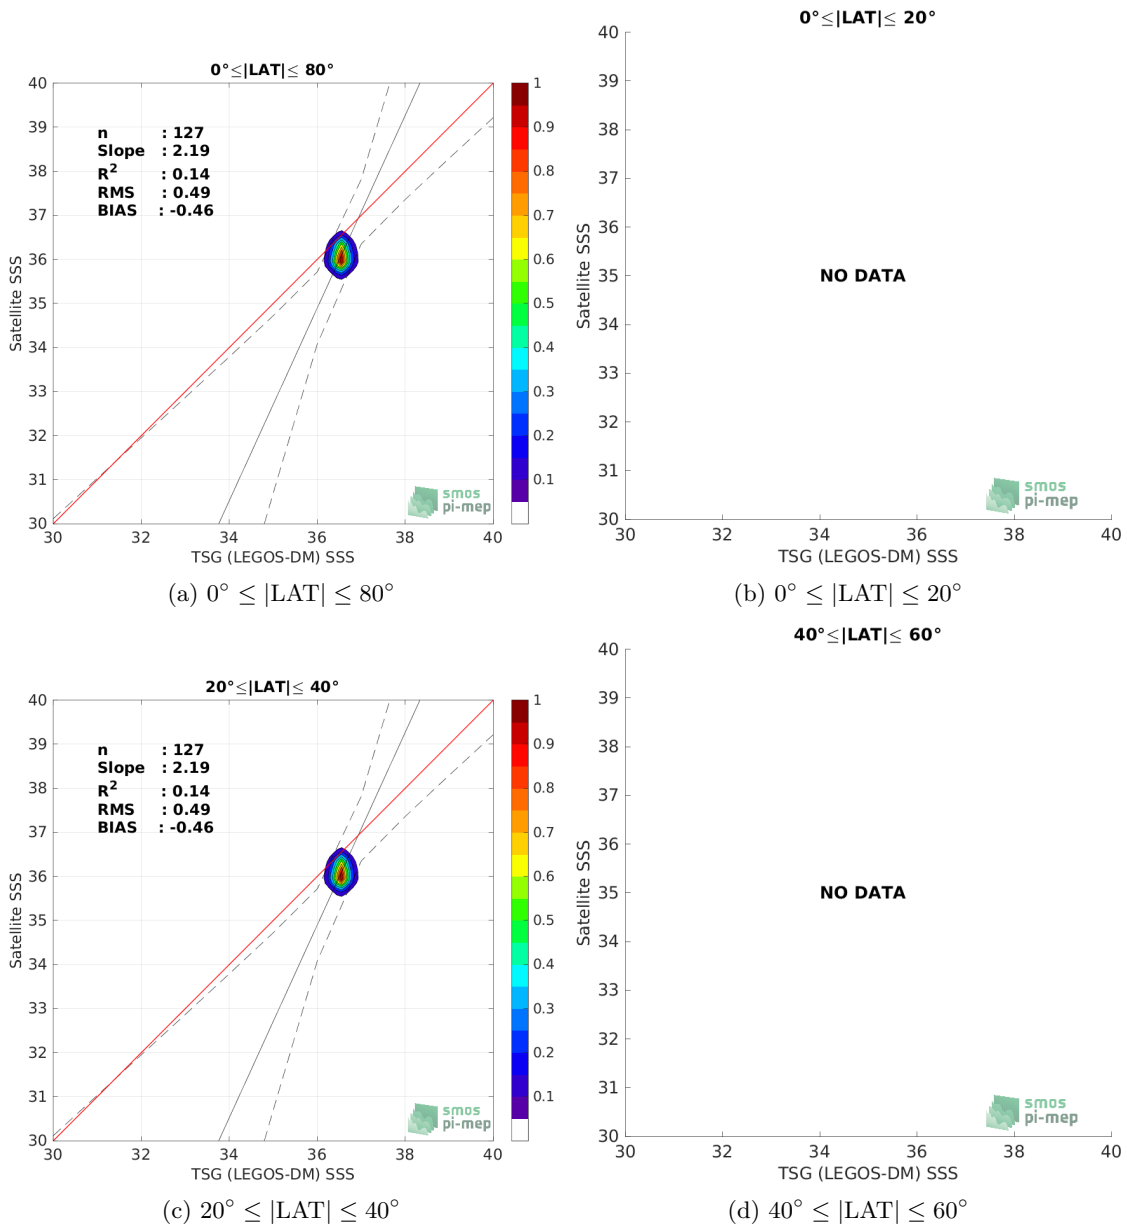 0°≤|LAT|≤ 80°
40
39
38
37
36
35
34
33
32
31
30
n : 127
Slope : 2.19
R² : 0.14
RMS : 0.49
BIAS : -0.46
Satellite SSS
30 32 34 36 38 40
TSG (LEGOS-DM) SSS
1
0.9
0.8
0.7
0.6
0.5
0.4
0.3
0.2
0.1
smos
pi-mep
(a) 0° ≤ |LAT| ≤ 80°
0°≤|LAT|≤ 20°
40
39
38
37
36
35
34
33
32
31
30
Satellite SSS
NO DATA
smos
pi-mep
30 32 34 36 38 40
TSG (LEGOS-DM) SSS
(b) 0° ≤ |LAT| ≤ 20°
20°≤|LAT|≤ 40°
40
39
38
37
36
35
34
33
32
31
30
n : 127
Slope : 2.19
R² : 0.14
RMS : 0.49
BIAS : -0.46
Satellite SSS
30 32 34 36 38 40
TSG (LEGOS-DM) SSS
1
0.9
0.8
0.7
0.6
0.5
0.4
0.3
0.2
0.1
smos
pi-mep
(c) 20° ≤ |LAT| ≤ 40°
40°≤|LAT|≤ 60°
40
39
38
37
36
35
34
33
32
31
30
Satellite SSS
NO DATA
smos
pi-mep
30 32 34 36 38 40
TSG (LEGOS-DM) SSS
(d) 40° ≤ |LAT| ≤ 60°